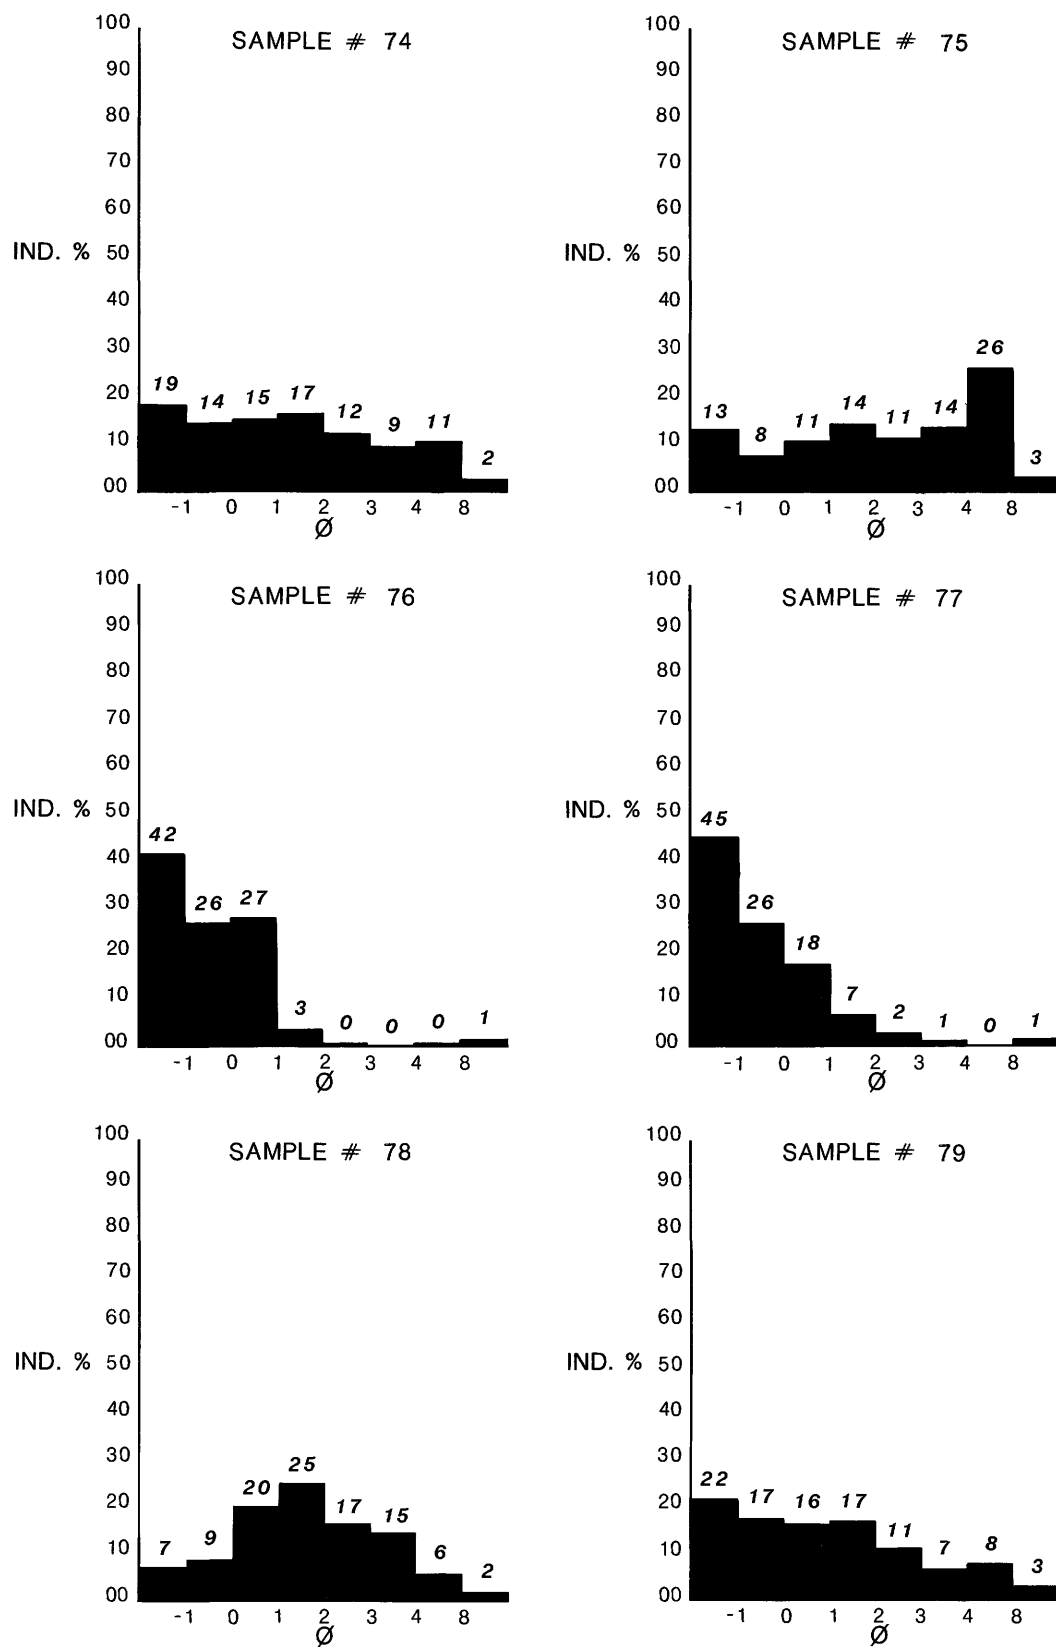 SAMPLE # 74
100
90
80
70
60
IND. % 50
40
30
20
10
00
19 14 15 17 12 9 11 2
-1 0 1 2 3 4 8
Ø
SAMPLE # 75
100
90
80
70
60
IND. % 50
40
30
20
10
00
13 8 11 14 11 14 26 3
-1 0 1 2 3 4 8
Ø
SAMPLE # 76
100
90
80
70
60
IND. % 50
40
30
20
10
00
42 26 27 3 0 0 0 1
-1 0 1 2 3 4 8
Ø
SAMPLE # 77
100
90
80
70
60
IND. % 50
40
30
20
10
00
45 26 18 7 2 1 0 1
-1 0 1 2 3 4 8
Ø
SAMPLE # 78
100
90
80
70
60
IND. % 50
40
30
20
10
00
7 9 20 25 17 15 6 2
-1 0 1 2 3 4 8
Ø
SAMPLE # 79
100
90
80
70
60
IND. % 50
40
30
20
10
00
22 17 16 17 11 7 8 3
-1 0 1 2 3 4 8
Ø